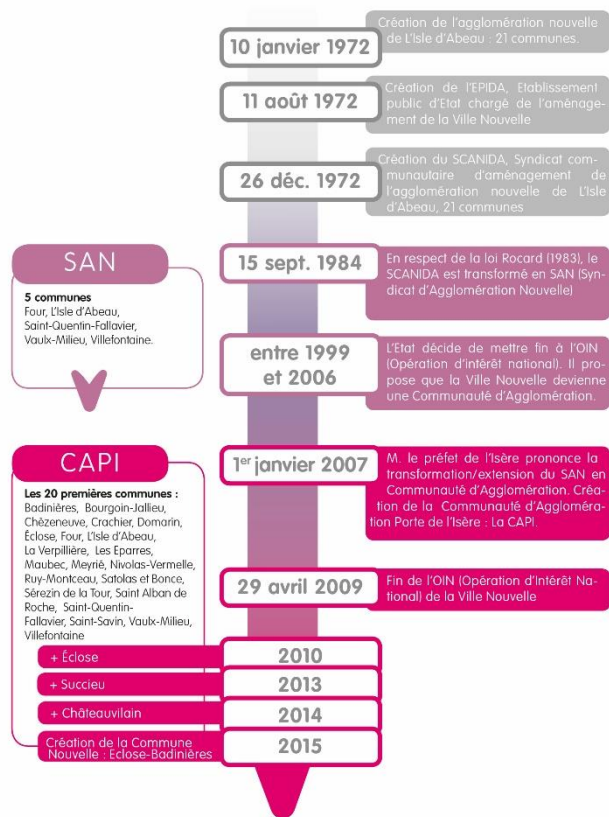 10 janvier 1972
Création de l'agglomération nouvelle
de L'Isle d'Abeau : 21 communes.
11 août 1972
Création de l'EPIDA, Etablissement
public d'Etat chargé de l'aménage-
ment de la Ville Nouvelle
26 déc. 1972
Création du SCANIDA, Syndicat com-
munautaire d'aménagement de
l'agglomération nouvelle de L'Isle
d'Abeau, 21 communes
SAN
5 communes
Four, L'Isle d'Abeau,
Saint-Quentin-Fallavier,
Vaulx-Milieu, Villefontaine.
15 sept. 1984
En respect de la loi Rocard (1983), le
SCANIDA est transformé en SAN (Syn-
dicat d'Agglomération Nouvelle)
entre 1999
et 2006
L'Etat décide de mettre fin à l'OIN
(Opération d'intérêt national). Il pro-
pose que la Ville Nouvelle devienne
une Communauté d'Agglomération.
CAPI
Les 20 premières communes :
Badinières, Bourgoin-Jallieu,
Chèzeneuve, Crachier, Domarin,
Éclose, Four, L'Isle d'Abeau,
La Verpillière, Les Eparres,
Maubec, Meyrié, Nivolas-Vermelle,
Ruy-Montceau, Satolas et Bonce,
Sérezin de la Tour, Saint Alban de
Roche, Saint-Quentin-
Fallavier, Saint-Savin, Vaulx-Milieu,
Villefontaine
1er janvier 2007
M. le préfet de l'Isère prononce la
transformation/extension du SAN en
Communauté d'Agglomération. Créa-
tion de la Communauté d'Aggloméra-
tion Porte de l'Isère : La CAPI.
29 avril 2009
Fin de l'OIN (Opération d'Intérêt Na-
tional) de la Ville Nouvelle
+ Éclose
2010
+ Succieu
2013
+ Châteauvilain
2014
Création de la Commune
Nouvelle : Eclose-Badinières
2015